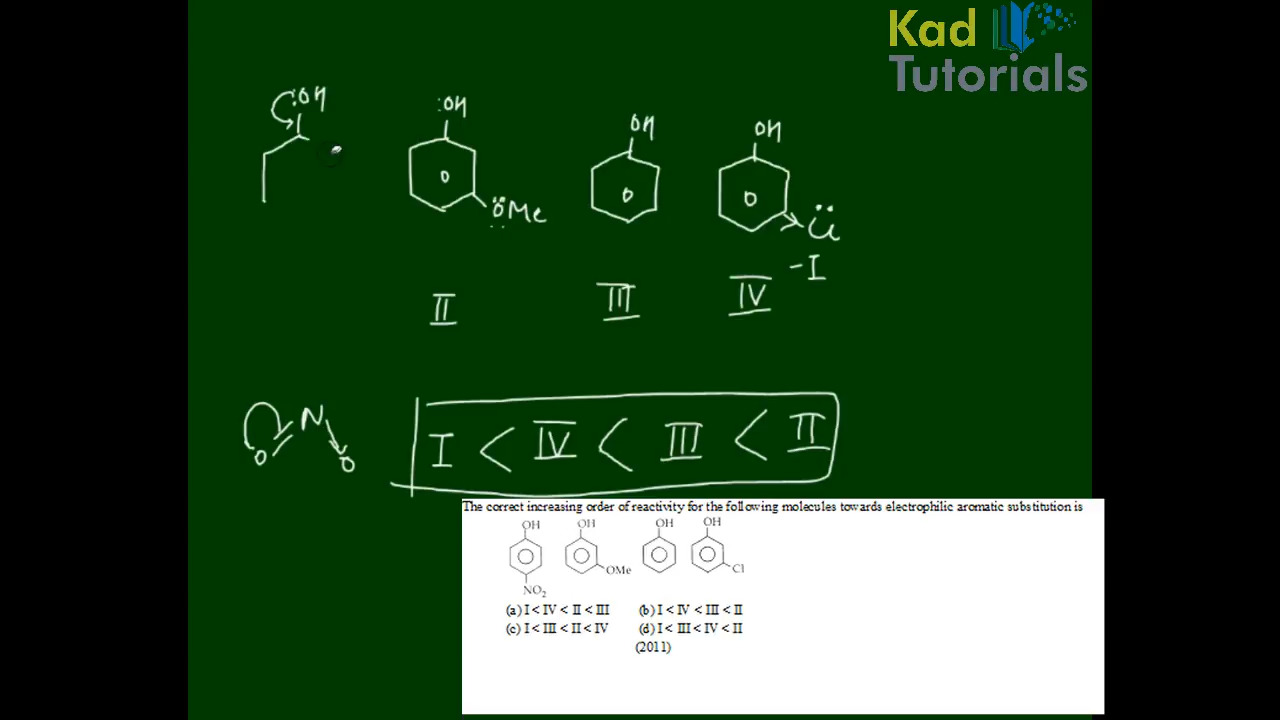 Kad
Tutorials
:OH
:OH
OMe
OH
OH
Cl
-I
II
III
IV
O N O
I < IV < III < II
The correct increasing order of reactivity for the following molecules towards electrophilic aromatic substitution is
OH OH OH OH
OMe Cl
NO2
(a) I < IV < II < III (b) I < IV < III < II
(c) I < III < II < IV (d) I < III < IV < II
(2011)